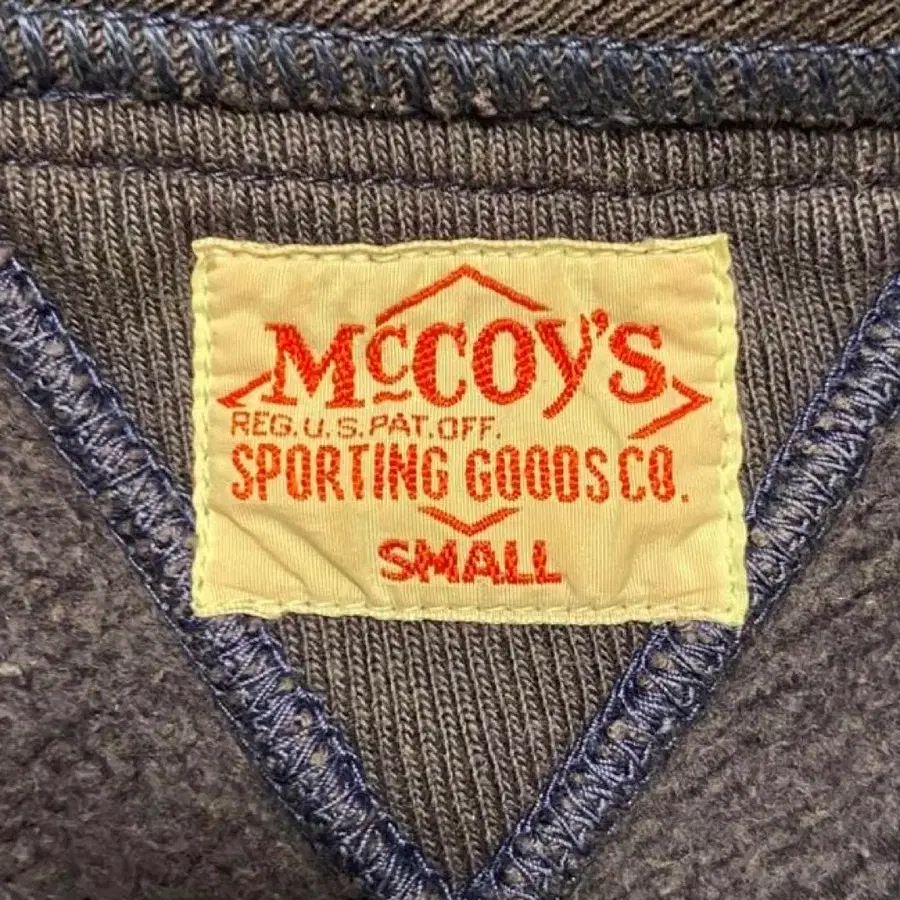 McCOY'S
REG.U.S.PAT.OFF.
SPORTING GOODS CO.
SMALL